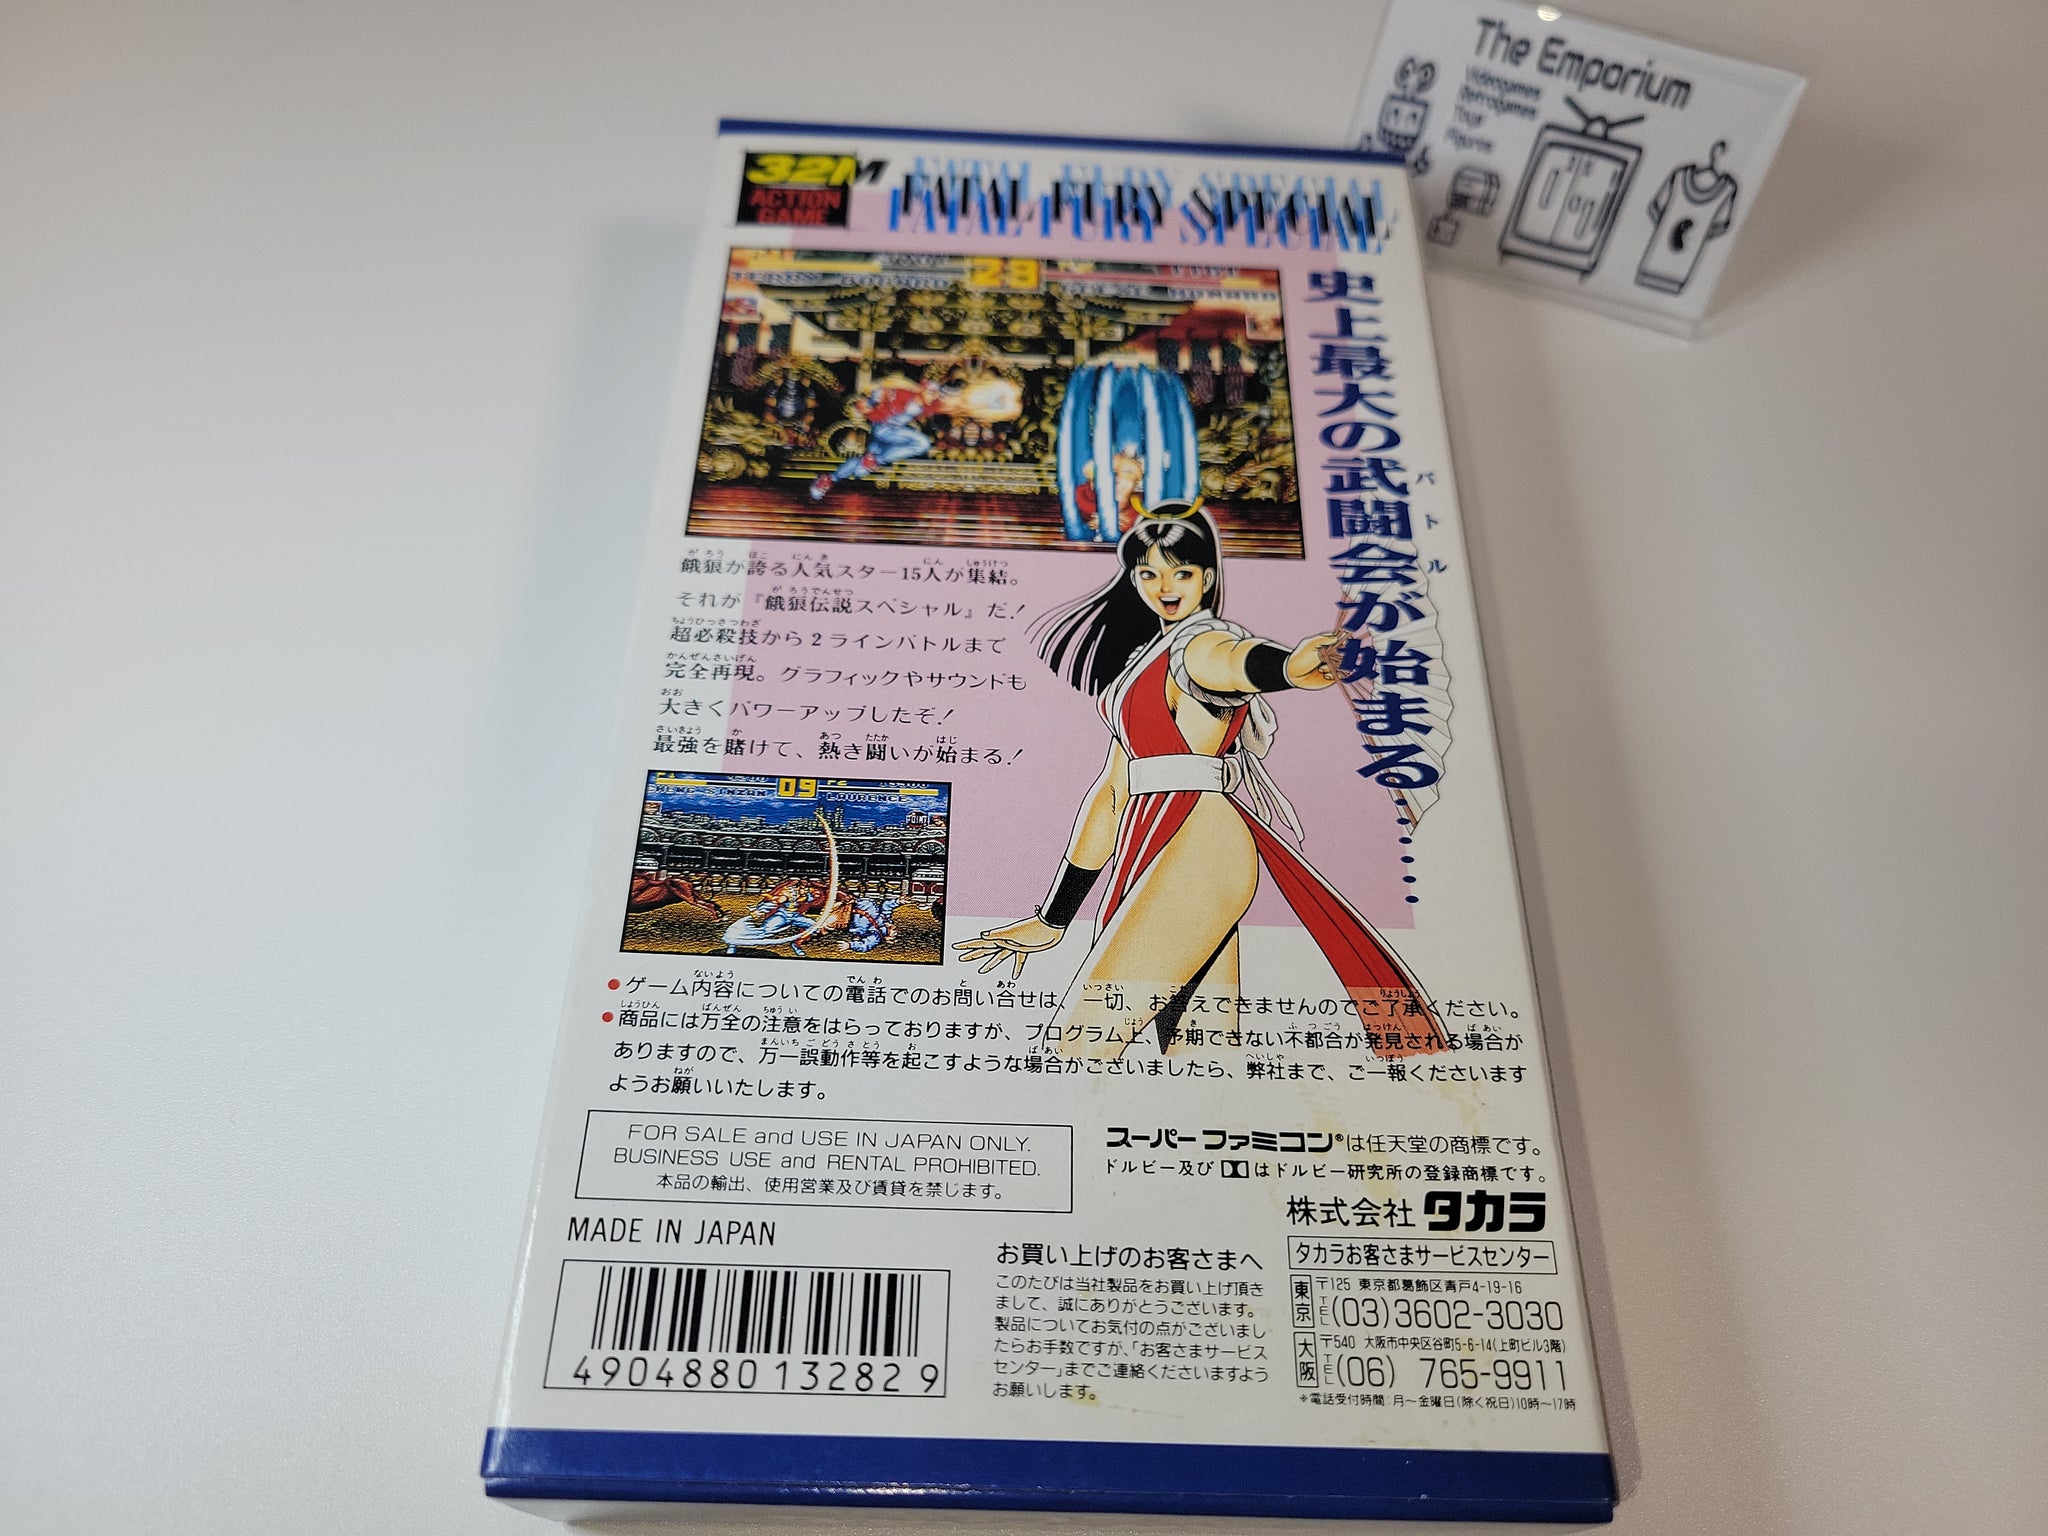 The Emporium
Videogames
Retrogames
Toys
Figures
32M
ACTION
GAME
FATAL FURY SPECIAL
史上最大の武闘会が始まる………
バトル
29
餓狼が誇る人気スター15人が集結。
それが『餓狼伝説スペシャル』だ!
超必殺技から2ラインバトルまで
完全再現。グラフィックやサウンドも
大きくパワーアップしたぞ!
最強を賭けて、熱き闘いが始まる!
09
LAURENCE
●ゲーム内容についての電話でのお問い合せは、一切、お答えできませんのでご了承ください。
●商品には万全の注意をはらっておりますが、プログラム上、予期できない不都合が発見される場合が
ありますので、万一誤動作等を起こすような場合がございましたら、弊社まで、ご一報くださいます
ようお願いいたします。
FOR SALE and USE IN JAPAN ONLY.
BUSINESS USE and RENTAL PROHIBITED.
本品の輸出、使用営業及び賃貸を禁じます。
スーパーファミコン®は任天堂の商標です。
ドルビー及びはドルビー研究所の登録商標です。
株式会社タカラ
MADE IN JAPAN
4904880132829
お買い上げのお客さまへ
このたびは当社製品をお買い上げ頂き
まして、誠にありがとうございます。
製品についてお気付の点がございまし
たらお手数ですが、「お客さまサービス
センター」までご連絡くださいますよう
お願いします。
タカラお客さまサービスセンター
東京 〒125 東京都葛飾区青戸4-19-16
TEL (03)3602-3030
大阪 〒540 大阪市中央区谷町5-6-14(上町ビル3階)
TEL (06) 765-9911
※電話受付時間:月~金曜日(除く祝日)10時~17時